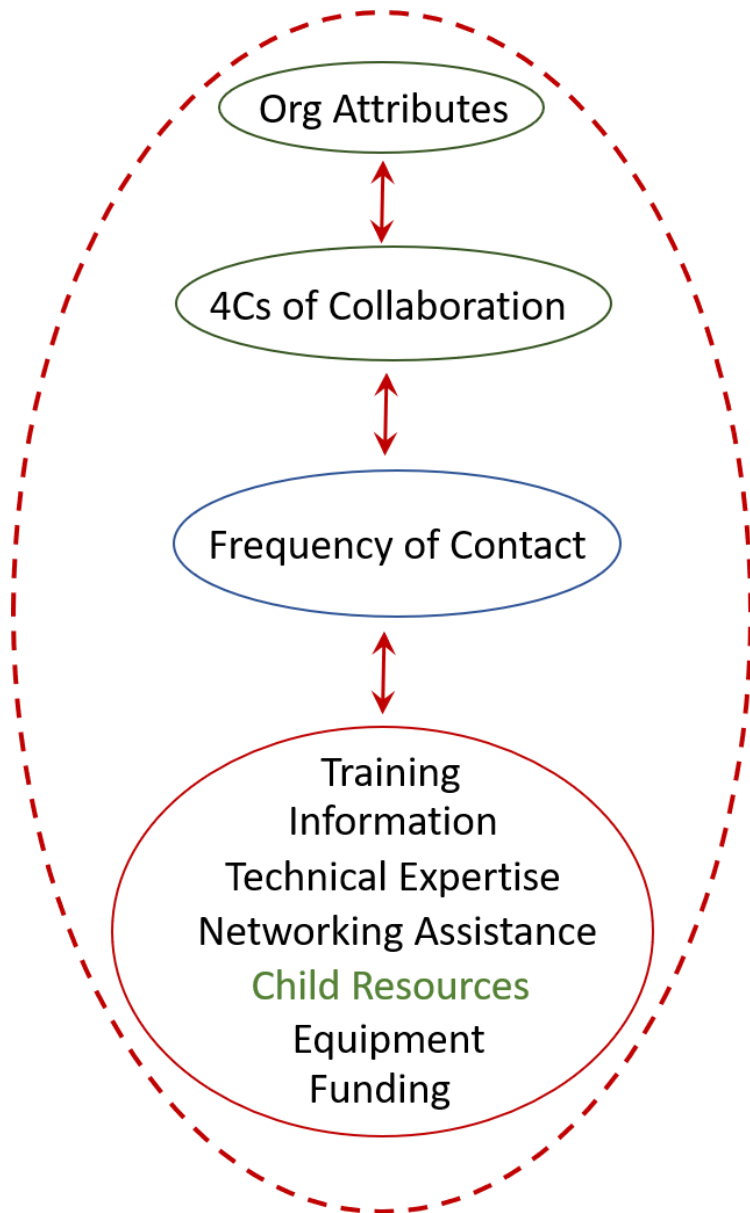 Org Attributes
4Cs of Collaboration
Frequency of Contact
Training
Information
Technical Expertise
Networking Assistance
Child Resources
Equipment
Funding